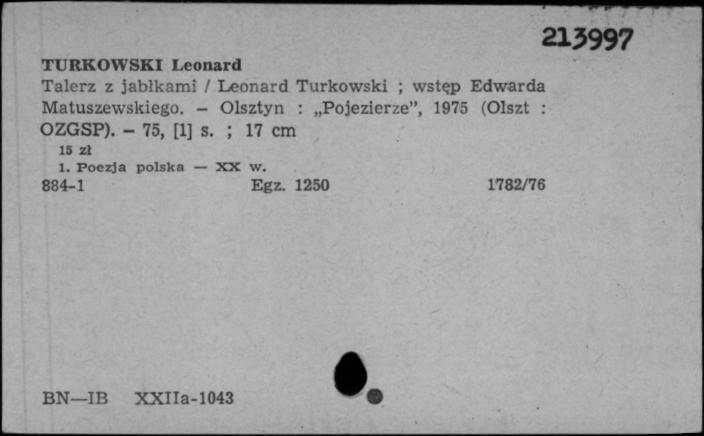 213997
TURKOWSKI Leonard
Talerz z jabłkami / Leonard Turkowski ; wstęp Edwarda
Matuszewskiego. – Olsztyn : „Pojezierze”, 1975 (Olszt :
OZGSP). – 75, [1] s. ; 17 cm
15 zł
1. Poezja polska — XX w.
884-1 Egz. 1250 1782/76
BN—IB XXIIa-1043